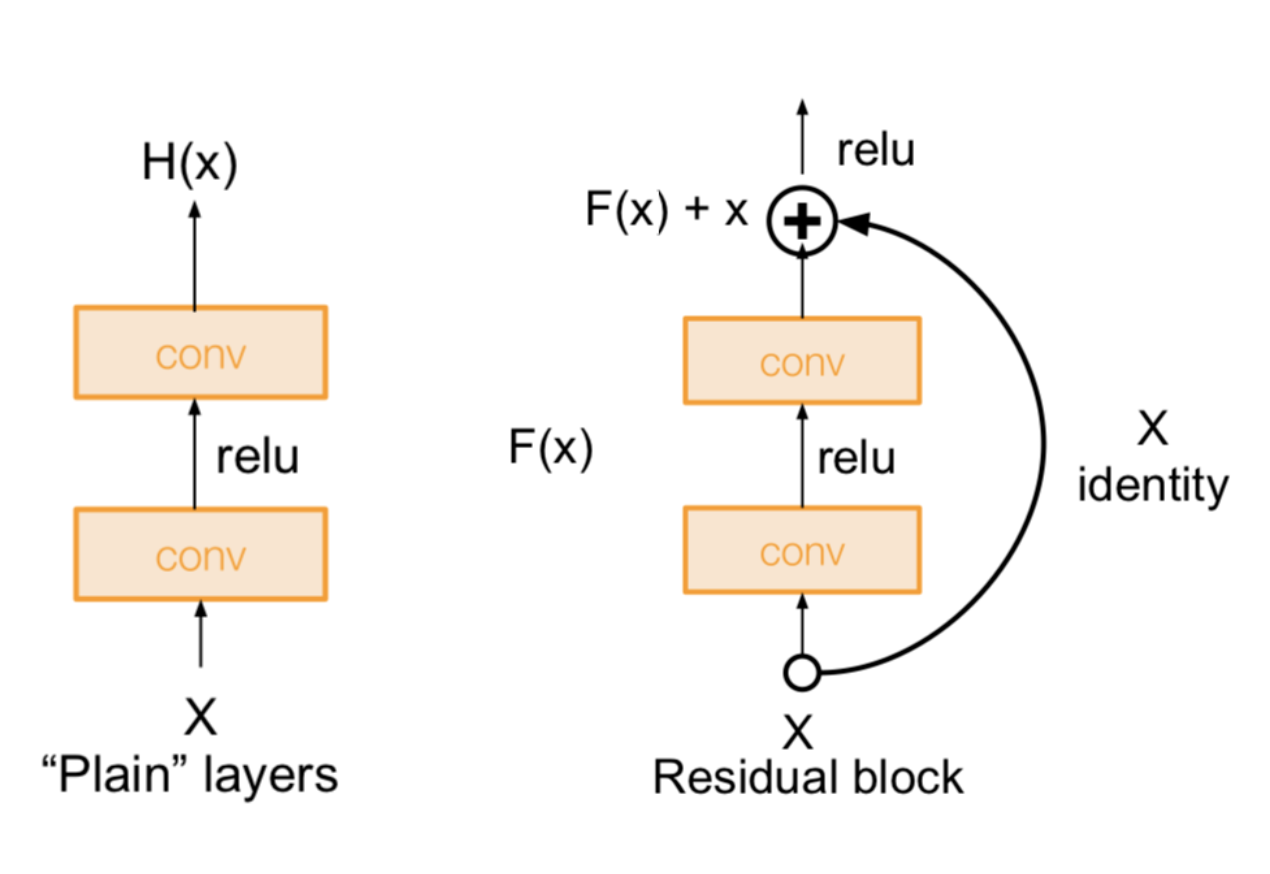 H(x)
conv
relu
conv
X
“Plain” layers
relu
F(x) + x
conv
F(x)
relu
conv
X
identity
X
Residual block